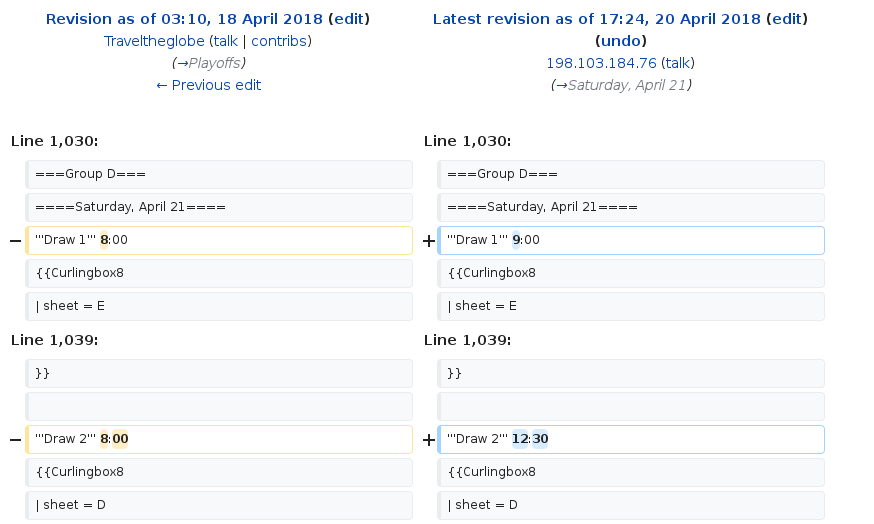 Revision as of 03:10, 18 April 2018 (edit)
Traveltheglobe (talk | contribs)
(→Playoffs)
← Previous edit
Latest revision as of 17:24, 20 April 2018 (edit)
(undo)
198.103.184.76 (talk)
(→Saturday, April 21)
Line 1,030:
Line 1,030:
===Group D===
===Group D===
====Saturday, April 21====
====Saturday, April 21====
− '''Draw 1''' 8:00
+ '''Draw 1''' 9:00
{{Curlingbox8
{{Curlingbox8
| sheet = E
| sheet = E
Line 1,039:
Line 1,039:
}}
}}
− '''Draw 2''' 8:00
+ '''Draw 2''' 12:30
{{Curlingbox8
{{Curlingbox8
| sheet = D
| sheet = D